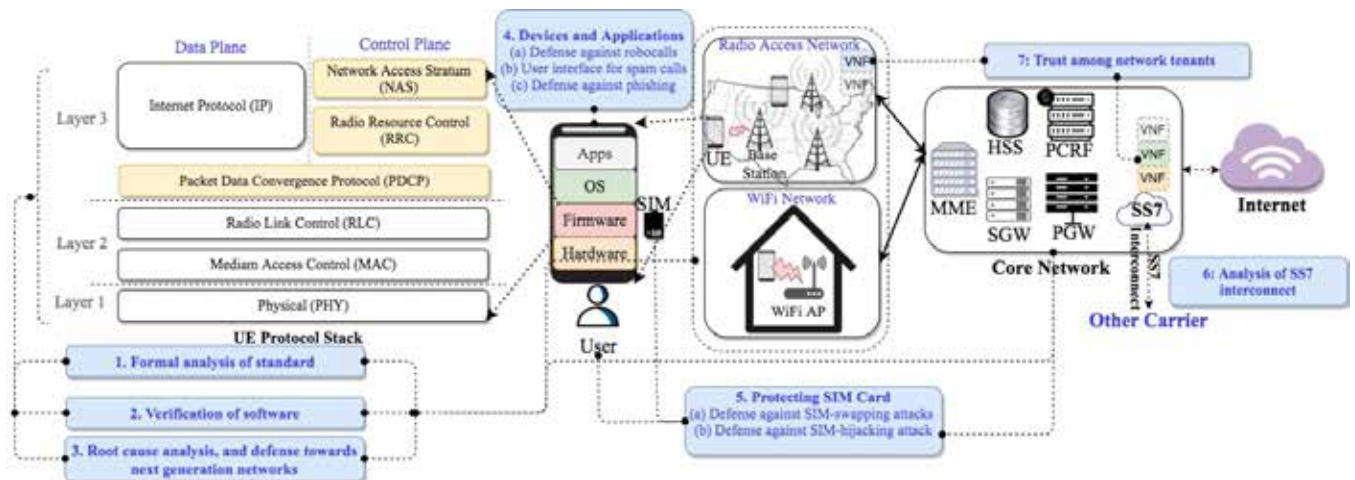 Data Plane
Control Plane
Layer 3
Internet Protocol (IP)
Network Access Stratum
(NAS)
Radio Resource Control
(RRC)
Packet Data Convergence Protocol (PDCP)
Layer 2
Radio Link Control (RLC)
Mediam Access Control (MAC)
Layer 1
Physical (PHY)
UE Protocol Stack
1. Formal analysis of standard
2. Verification of software
3. Root cause analysis, and defense towards
next generation networks
4. Devices and Applications
(a) Defense against robocalls
(b) User interface for spam calls
(c) Defense against phishing
Apps
OS
Firmware
Hardware
SIM
User
Radio Access Network
VNF
VNF
UE
Base
Station
WiFi Network
WiFi AP
5. Protecting SIM Card
(a) Defense against SIM-swapping attacks
(b) Defense against SIM-hijacking attack
7: Trust among network tenants
HSS
PCRF
MME
SGW
PGW
VNF
VNF
VNF
SS7
Core Network
Internet
SS7
Interconnect
6: Analysis of SS7
interconnect
Other Carrier